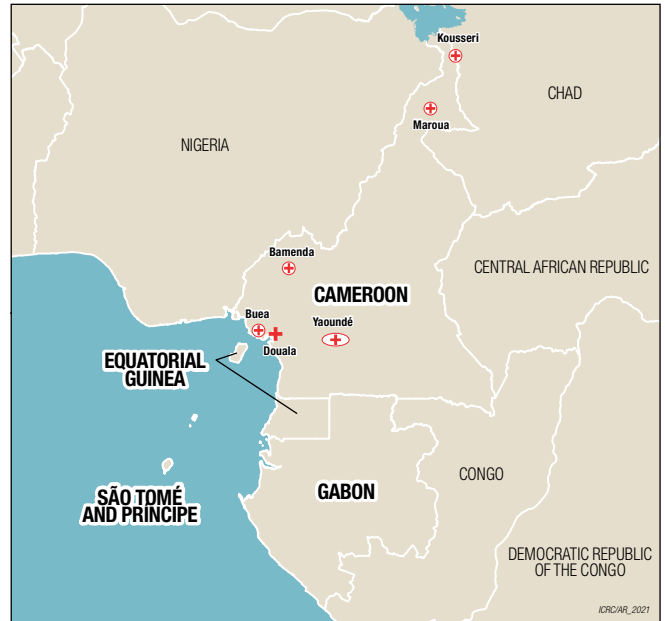 Kousseri
CHAD
Maroua
NIGERIA
Bamenda
CENTRAL AFRICAN REPUBLIC
CAMEROON
Buea
Yaoundé
Douala
EQUATORIAL
GUINEA
CONGO
GABON
SÃO TOMÉ
AND PRÍNCIPE
DEMOCRATIC REPUBLIC
OF THE CONGO
ICRC/AR_2021